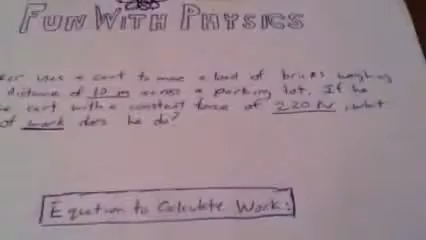 FUN WITH PHYSICS
uses a cart to move a load of bricks weighing
distance of 10 m across a parking lot. If he
cart with a constant force of 220 N, what
of work does he do?
Equation to Calculate Work: